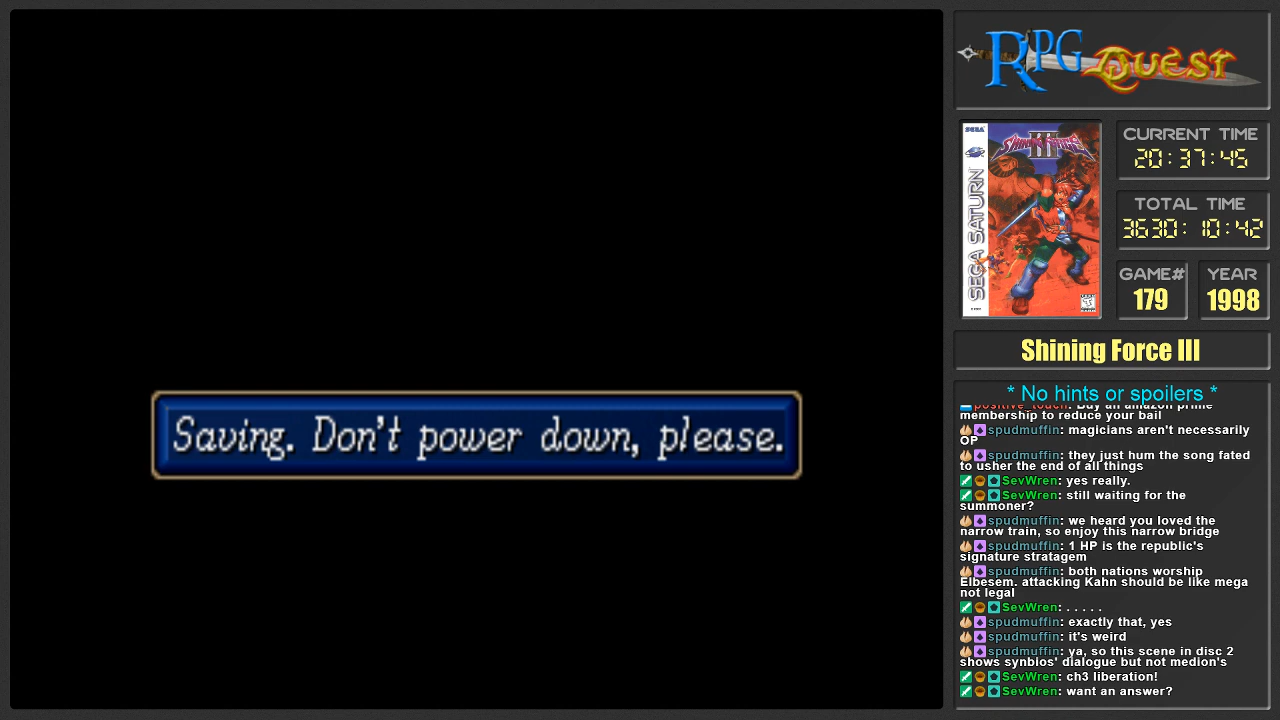 Saving. Don't power down, please.
RPG QUEST
SEGA
SHINING FORCE
III
SEGA SATURN
CURRENT TIME
20:37:45
TOTAL TIME
3630:10:42
GAME#
179
YEAR
1998
Shining Force III
* No hints or spoilers *
positive_touch: Buy an amazon prime
membership to reduce your bail
spudmuffin: magicians aren't necessarily
OP
spudmuffin: they just hum the song fated
to usher the end of all things
SevWren: yes really.
SevWren: still waiting for the
summoner?
spudmuffin: we heard you loved the
narrow train, so enjoy this narrow bridge
spudmuffin: 1 HP is the republic's
signature stratagem
spudmuffin: both nations worship
Elbesem. attacking Kahn should be like mega
not legal
SevWren: . . . . .
spudmuffin: exactly that, yes
spudmuffin: it's weird
spudmuffin: ya, so this scene in disc 2
shows synbios' dialogue but not medion's
SevWren: ch3 liberation!
SevWren: want an answer?